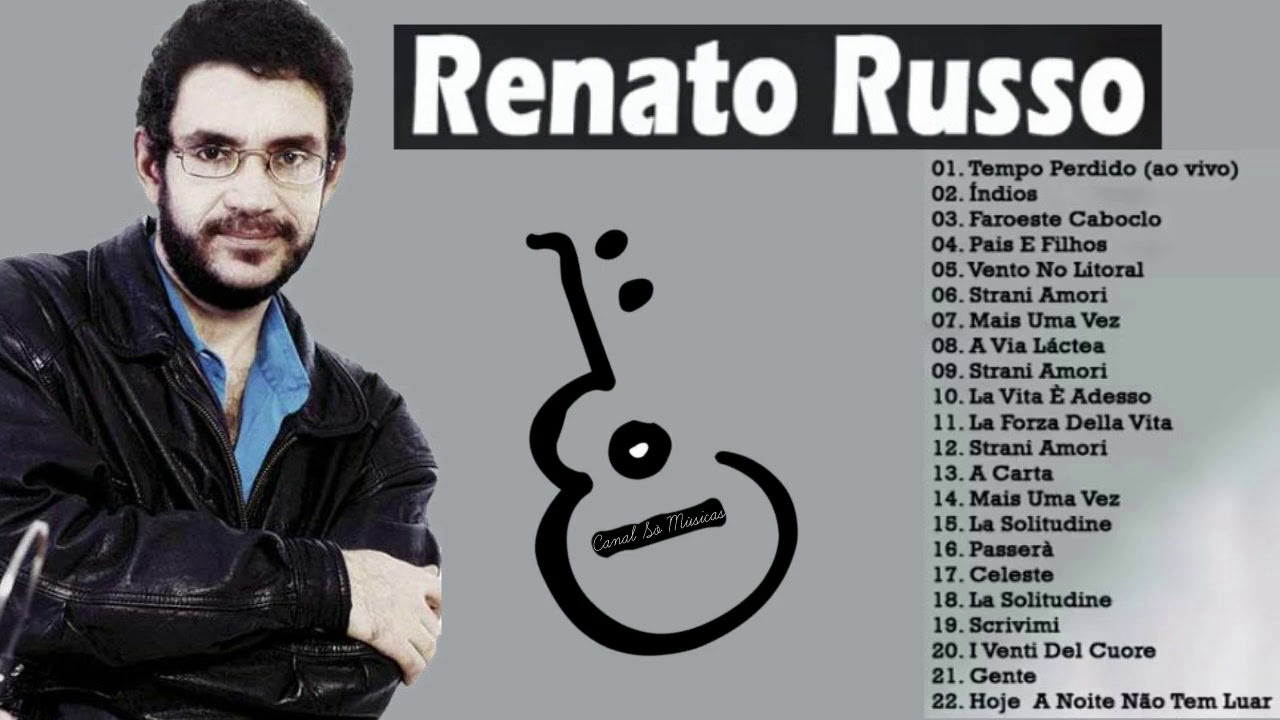 Renato Russo
01. Tempo Perdido (ao vivo)
02. Índios
03. Faroeste Caboclo
04. Pais E Filhos
05. Vento No Litoral
06. Strani Amori
07. Mais Uma Vez
08. A Via Láctea
09. Strani Amori
10. La Vita È Adesso
11. La Forza Della Vita
12. Strani Amori
13. A Carta
14. Mais Uma Vez
15. La Solitudine
16. Passerà
17. Celeste
18. La Solitudine
19. Scrivimi
20. I Venti Del Cuore
21. Gente
22. Hoje  A Noite Não Tem Luar
Canal Só Mùsicas